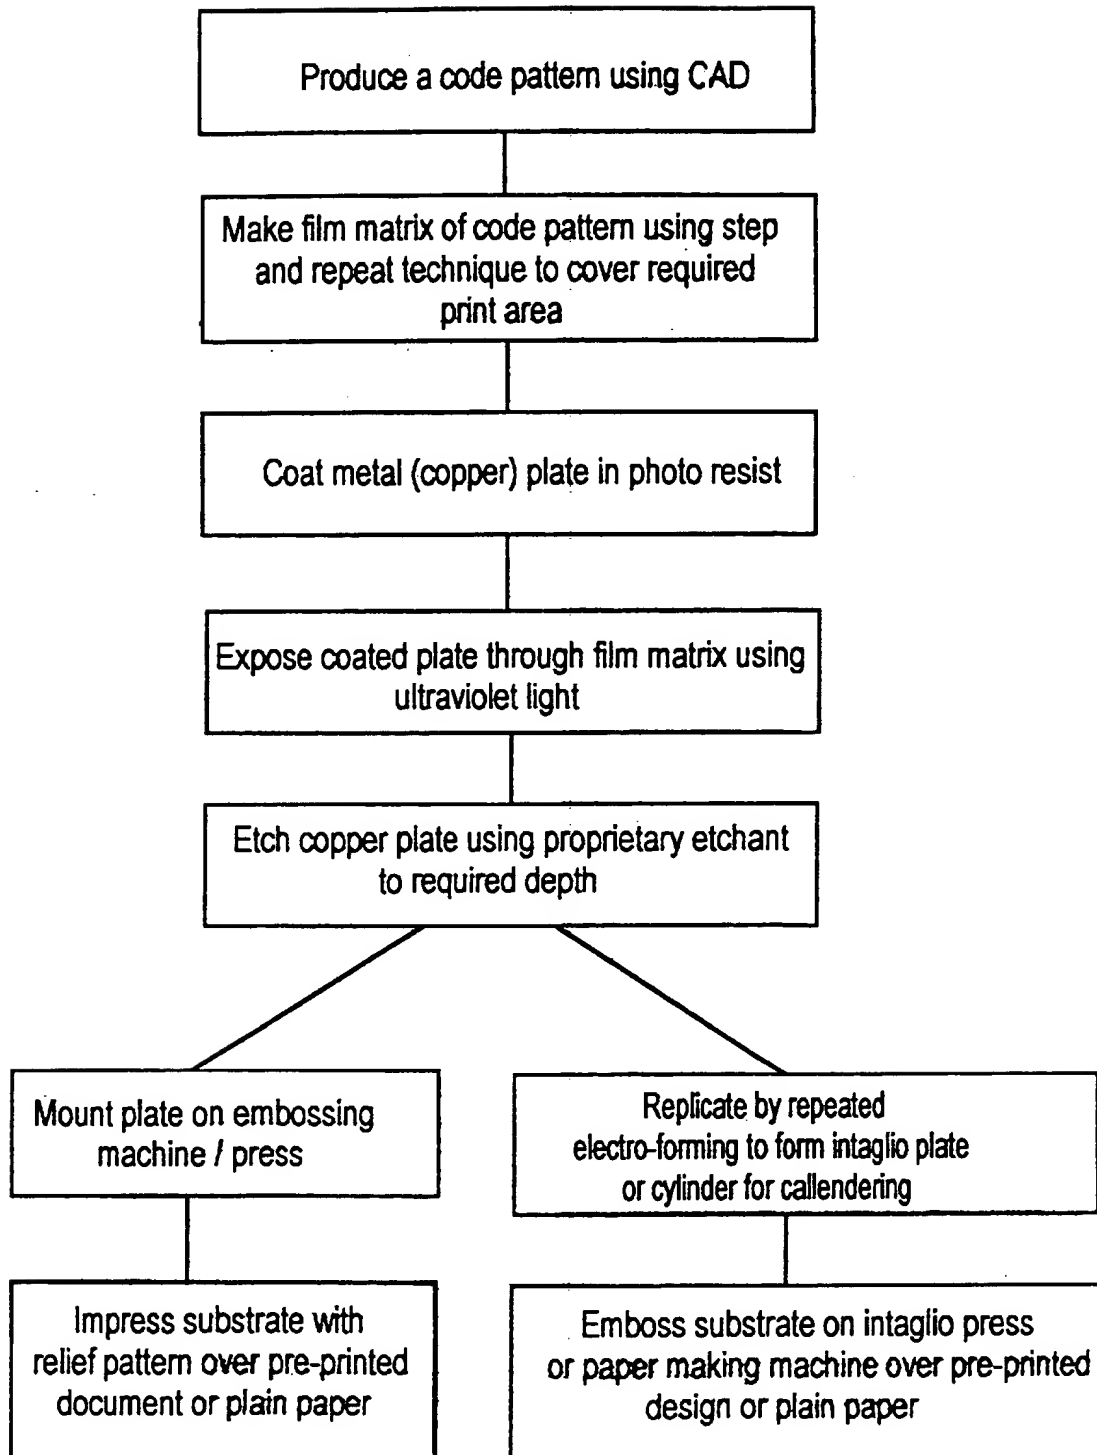 Produce a code pattern using CAD
Make film matrix of code pattern using step
and repeat technique to cover required
print area
Coat metal (copper) plate in photo resist
Expose coated plate through film matrix using
ultraviolet light
Etch copper plate using proprietary etchant
to required depth
Mount plate on embossing
machine / press
Replicate by repeated
electro-forming to form intaglio plate
or cylinder for callendering
Impress substrate with
relief pattern over pre-printed
document or plain paper
Emboss substrate on intaglio press
or paper making machine over pre-printed
design or plain paper